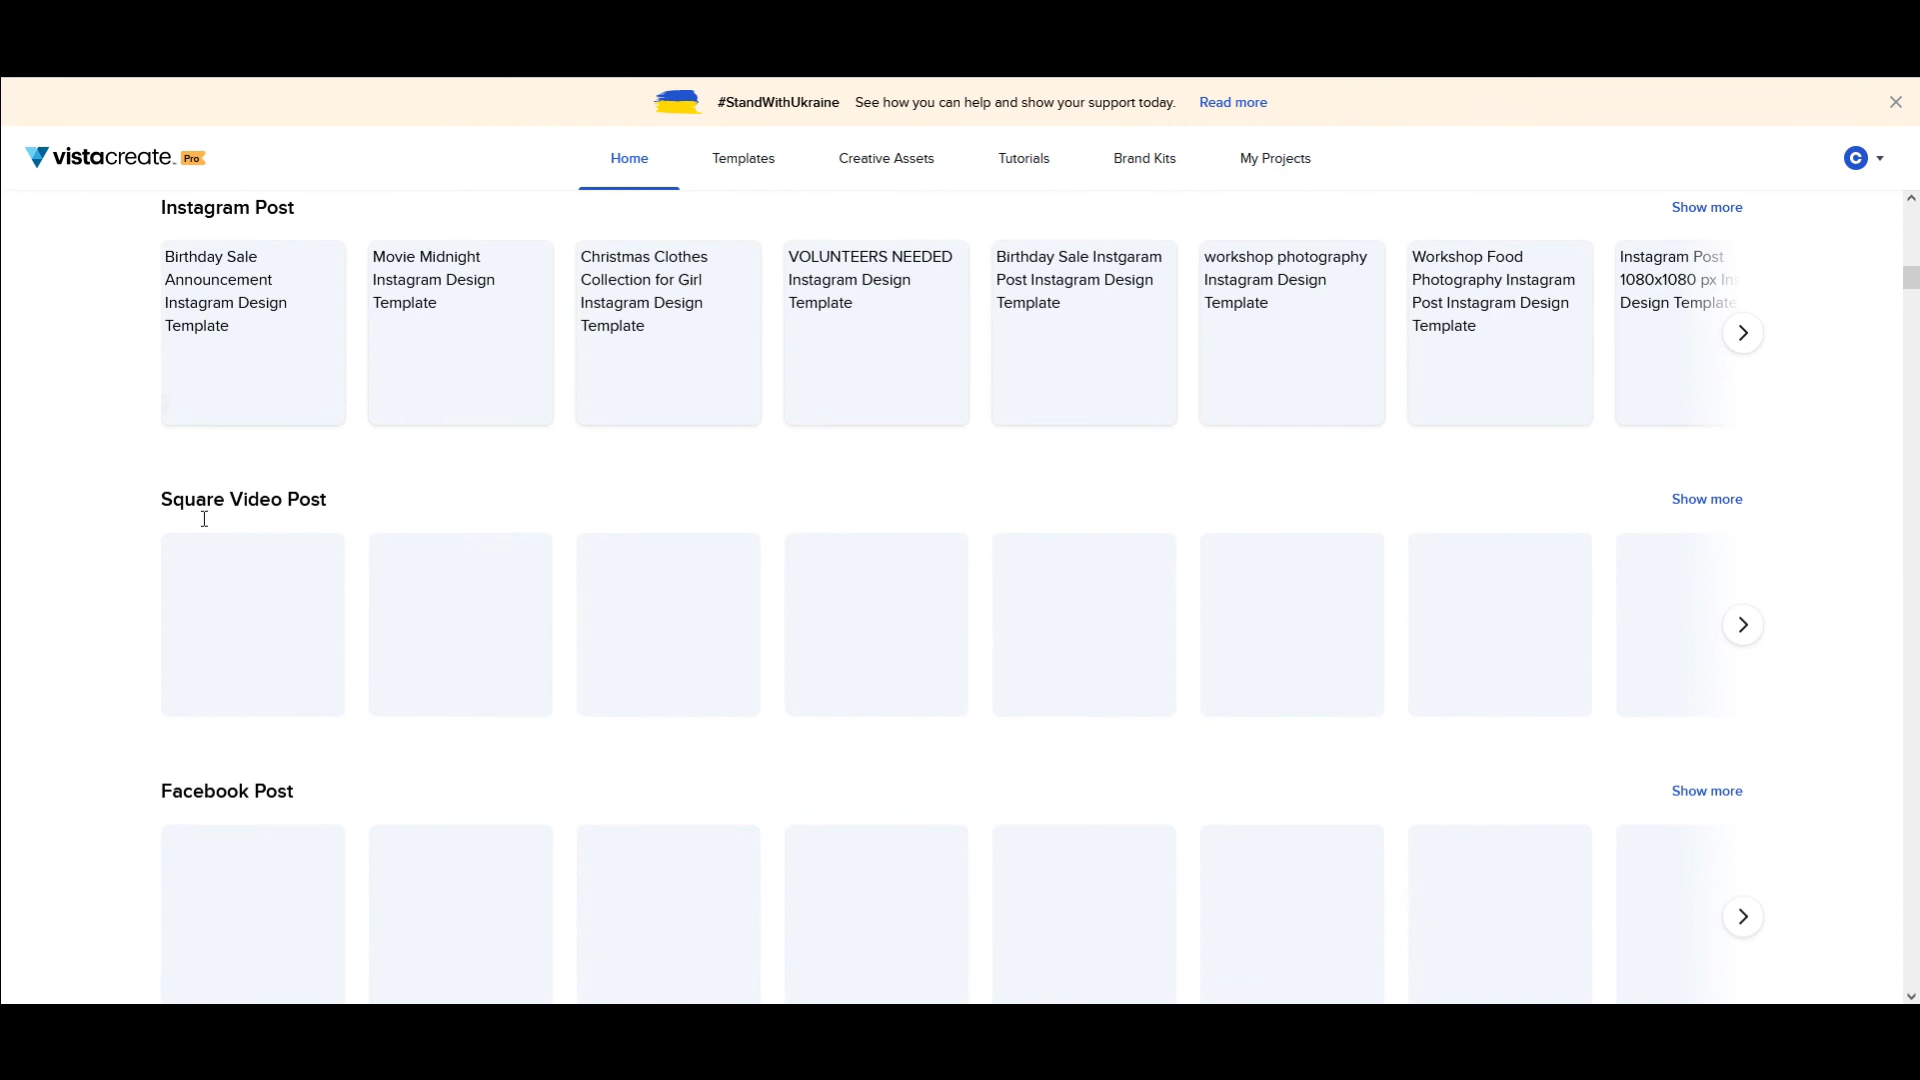 #StandWithUkraine See how you can help and show your support today. Read more
vistacreate. Pro Home Templates Creative Assets Tutorials Brand Kits My Projects C
Instagram Post Show more
Birthday Sale
Announcement
Instagram Design
Template
Movie Midnight
Instagram Design
Template
Christmas Clothes
Collection for Girl
Instagram Design
Template
VOLUNTEERS NEEDED
Instagram Design
Template
Birthday Sale Instgaram
Post Instagram Design
Template
workshop photography
Instagram Design
Template
Workshop Food
Photography Instagram
Post Instagram Design
Template
Instagram Post
1080x1080 px Ins
Design Template
Square Video Post Show more
Facebook Post Show more